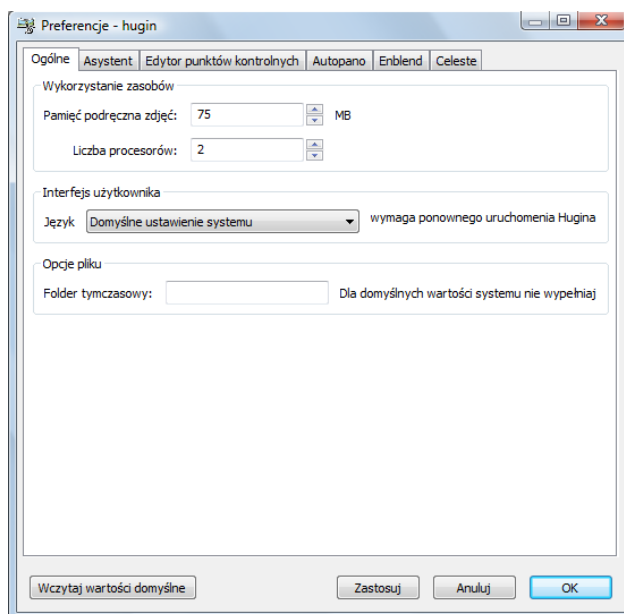 Preferencje - hugin
Ogólne Asystent Edytor punktów kontrolnych Autopano Enblend Celeste
Wykorzystanie zasobów
Pamięć podręczna zdjęć: 75 MB
Liczba procesorów: 2
Interfejs użytkownika
Język Domyślne ustawienie systemu wymaga ponownego uruchomenia Hugina
Opcje pliku
Folder tymczasowy: Dla domyślnych wartości systemu nie wypełniaj
Wczytaj wartości domyślne Zastosuj Anuluj OK